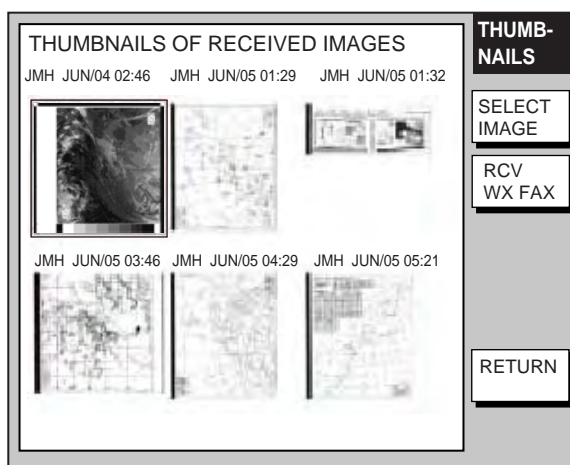 THUMBNAILS OF RECEIVED IMAGES
JMH JUN/04 02:46 JMH JUN/05 01:29 JMH JUN/05 01:32
JMH JUN/05 03:46 JMH JUN/05 04:29 JMH JUN/05 05:21
THUMB-
NAILS
SELECT
IMAGE
RCV
WX FAX
RETURN